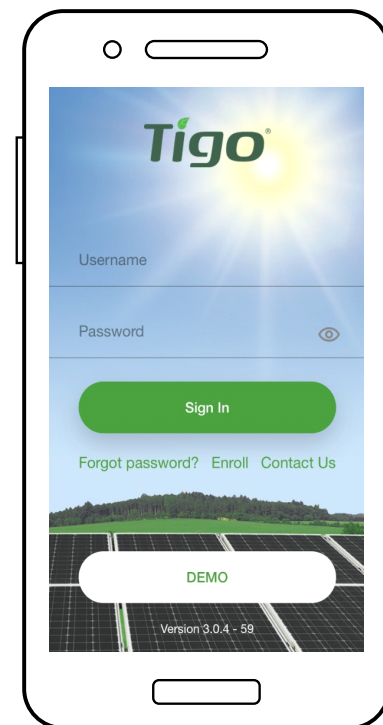 Tigo®
Username
Password
Sign In
Forgot password? Enroll Contact Us
DEMO
Version 3.0.4 - 59